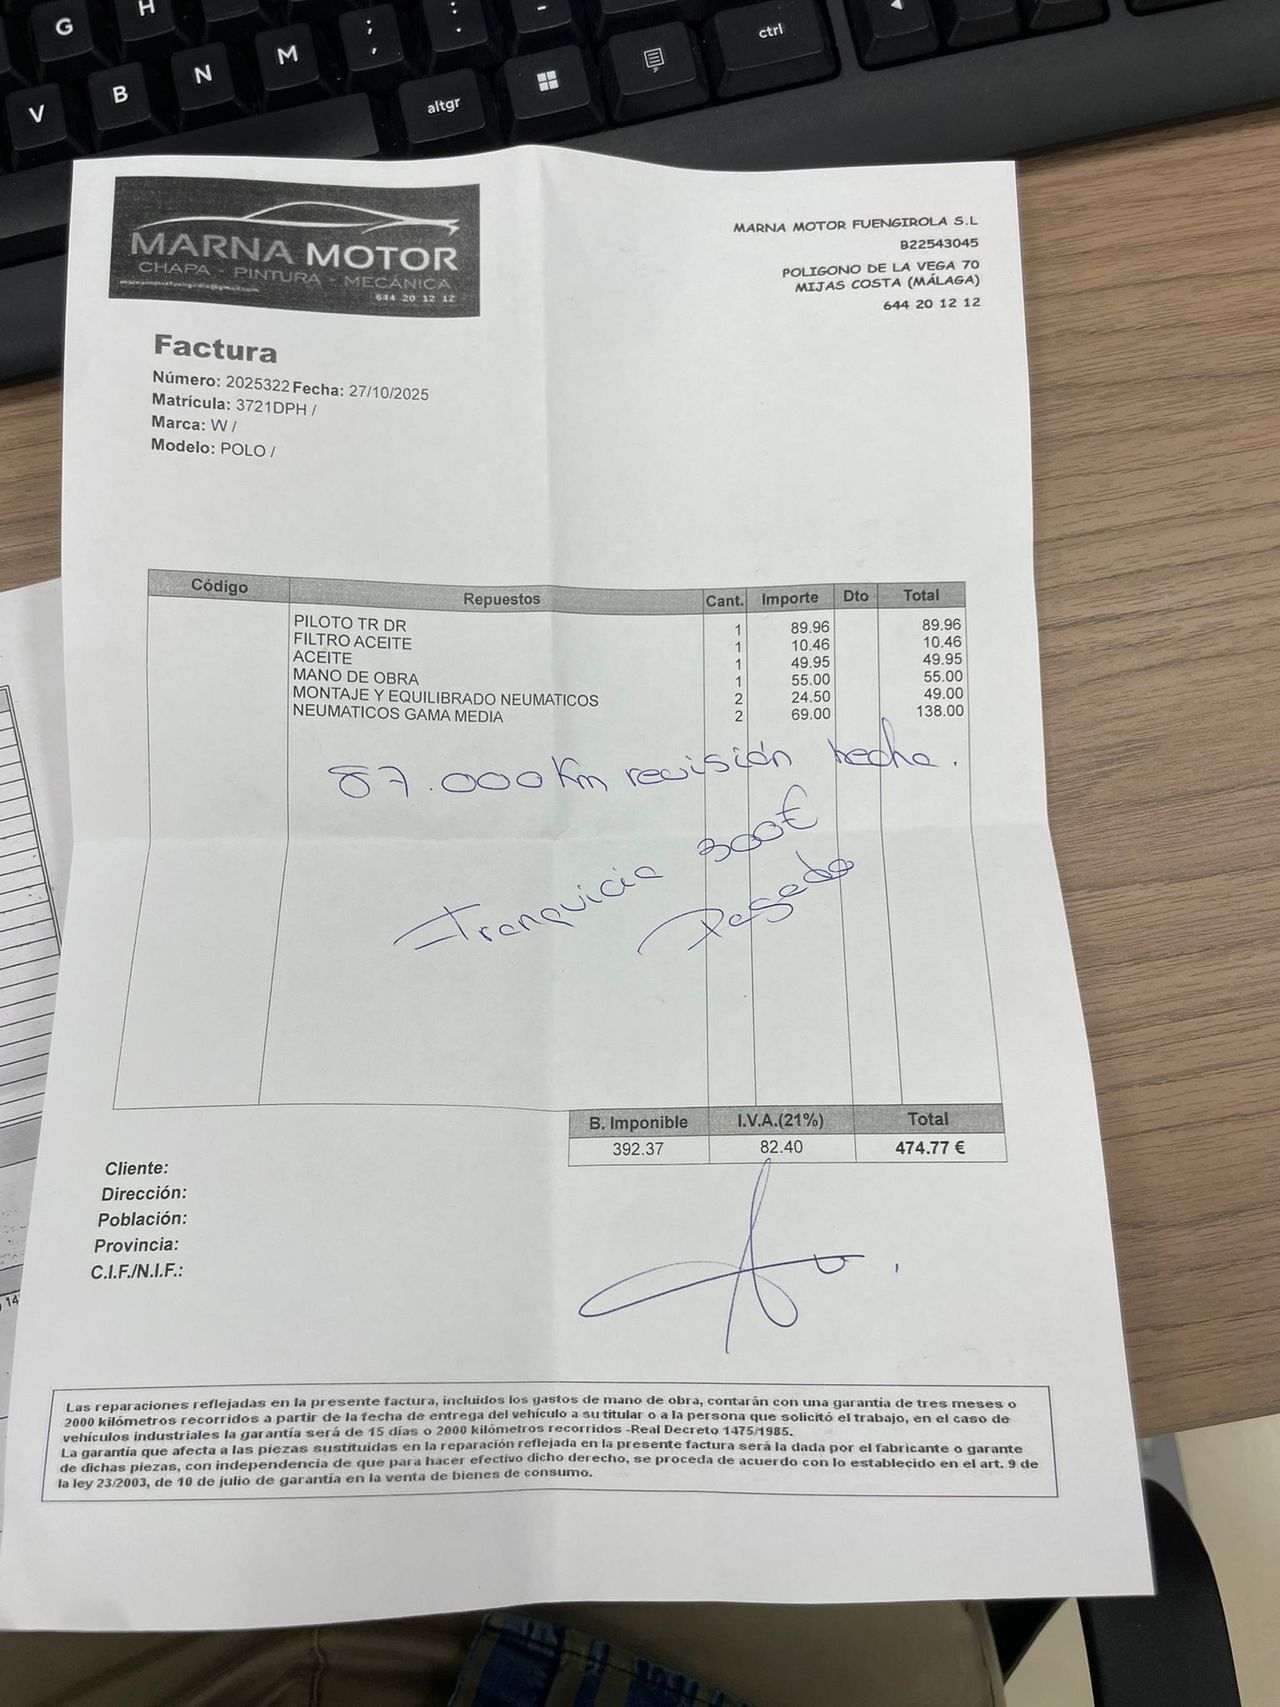 G H
V B N M ; , : . -
altgr ctrl
MARNA MOTOR
CHAPA - PINTURA - MECÁNICA
644 20 12 12
MARNA MOTOR FUENGIROLA S.L
B22543045
POLIGONO DE LA VEGA 70
MIJAS COSTA (MÁLAGA)
644 20 12 12
Factura
Número: 2025322 Fecha: 27/10/2025
Matrícula: 3721DPH /
Marca: W /
Modelo: POLO /
Código Repuestos Cant. Importe Dto Total
PILOTO TR DR 1 89.96 89.96
FILTRO ACEITE 1 10.46 10.46
ACEITE 1 49.95 49.95
MANO DE OBRA 1 55.00 55.00
MONTAJE Y EQUILIBRADO NEUMATICOS 2 24.50 49.00
NEUMATICOS GAMA MEDIA 2 69.00 138.00
87.000 Km revisión hecha.
Franquicia 300€
Pagado
B. Imponible I.V.A.(21%) Total
392.37 82.40 474.77 €
Cliente:
Dirección:
Población:
Provincia:
C.I.F./N.I.F.:
Las reparaciones reflejadas en la presente factura, incluidos los gastos de mano de obra, contarán con una garantia de tres meses o
2000 kilómetros recorridos a partir de la fecha de entrega del vehículo a su titular o a la persona que solicitó el trabajo, en el caso de
vehículos industriales la garantía será de 15 días o 2000 kilómetros recorridos -Real Decreto 1475/1985.
La garantía que afecta a las piezas sustituidas en la reparación reflejada en la presente factura será la dada por el fabricante o garante
de dichas piezas, con independencia de que para hacer efectivo dicho derecho, se proceda de acuerdo con lo establecido en el art. 9 de
la ley 23/2003, de 10 de julio de garantía en la venta de bienes de consumo.